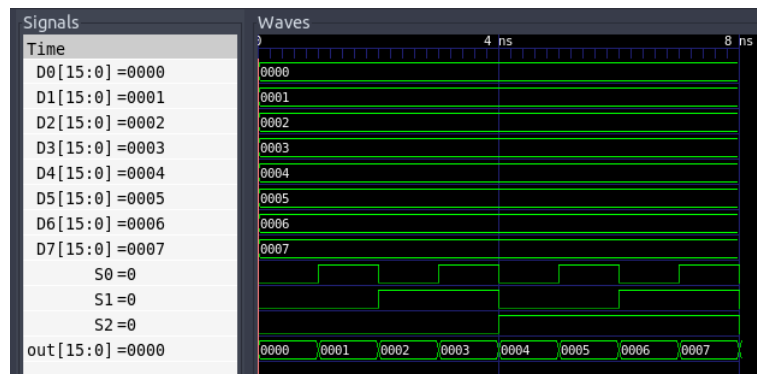 Signals Waves
Time 0 4 ns 8 ns
D0[15:0] =0000 0000
D1[15:0] =0001 0001
D2[15:0] =0002 0002
D3[15:0] =0003 0003
D4[15:0] =0004 0004
D5[15:0] =0005 0005
D6[15:0] =0006 0006
D7[15:0] =0007 0007
S0 =0
S1 =0
S2 =0
out[15:0] =0000 0000 0001 0002 0003 0004 0005 0006 0007